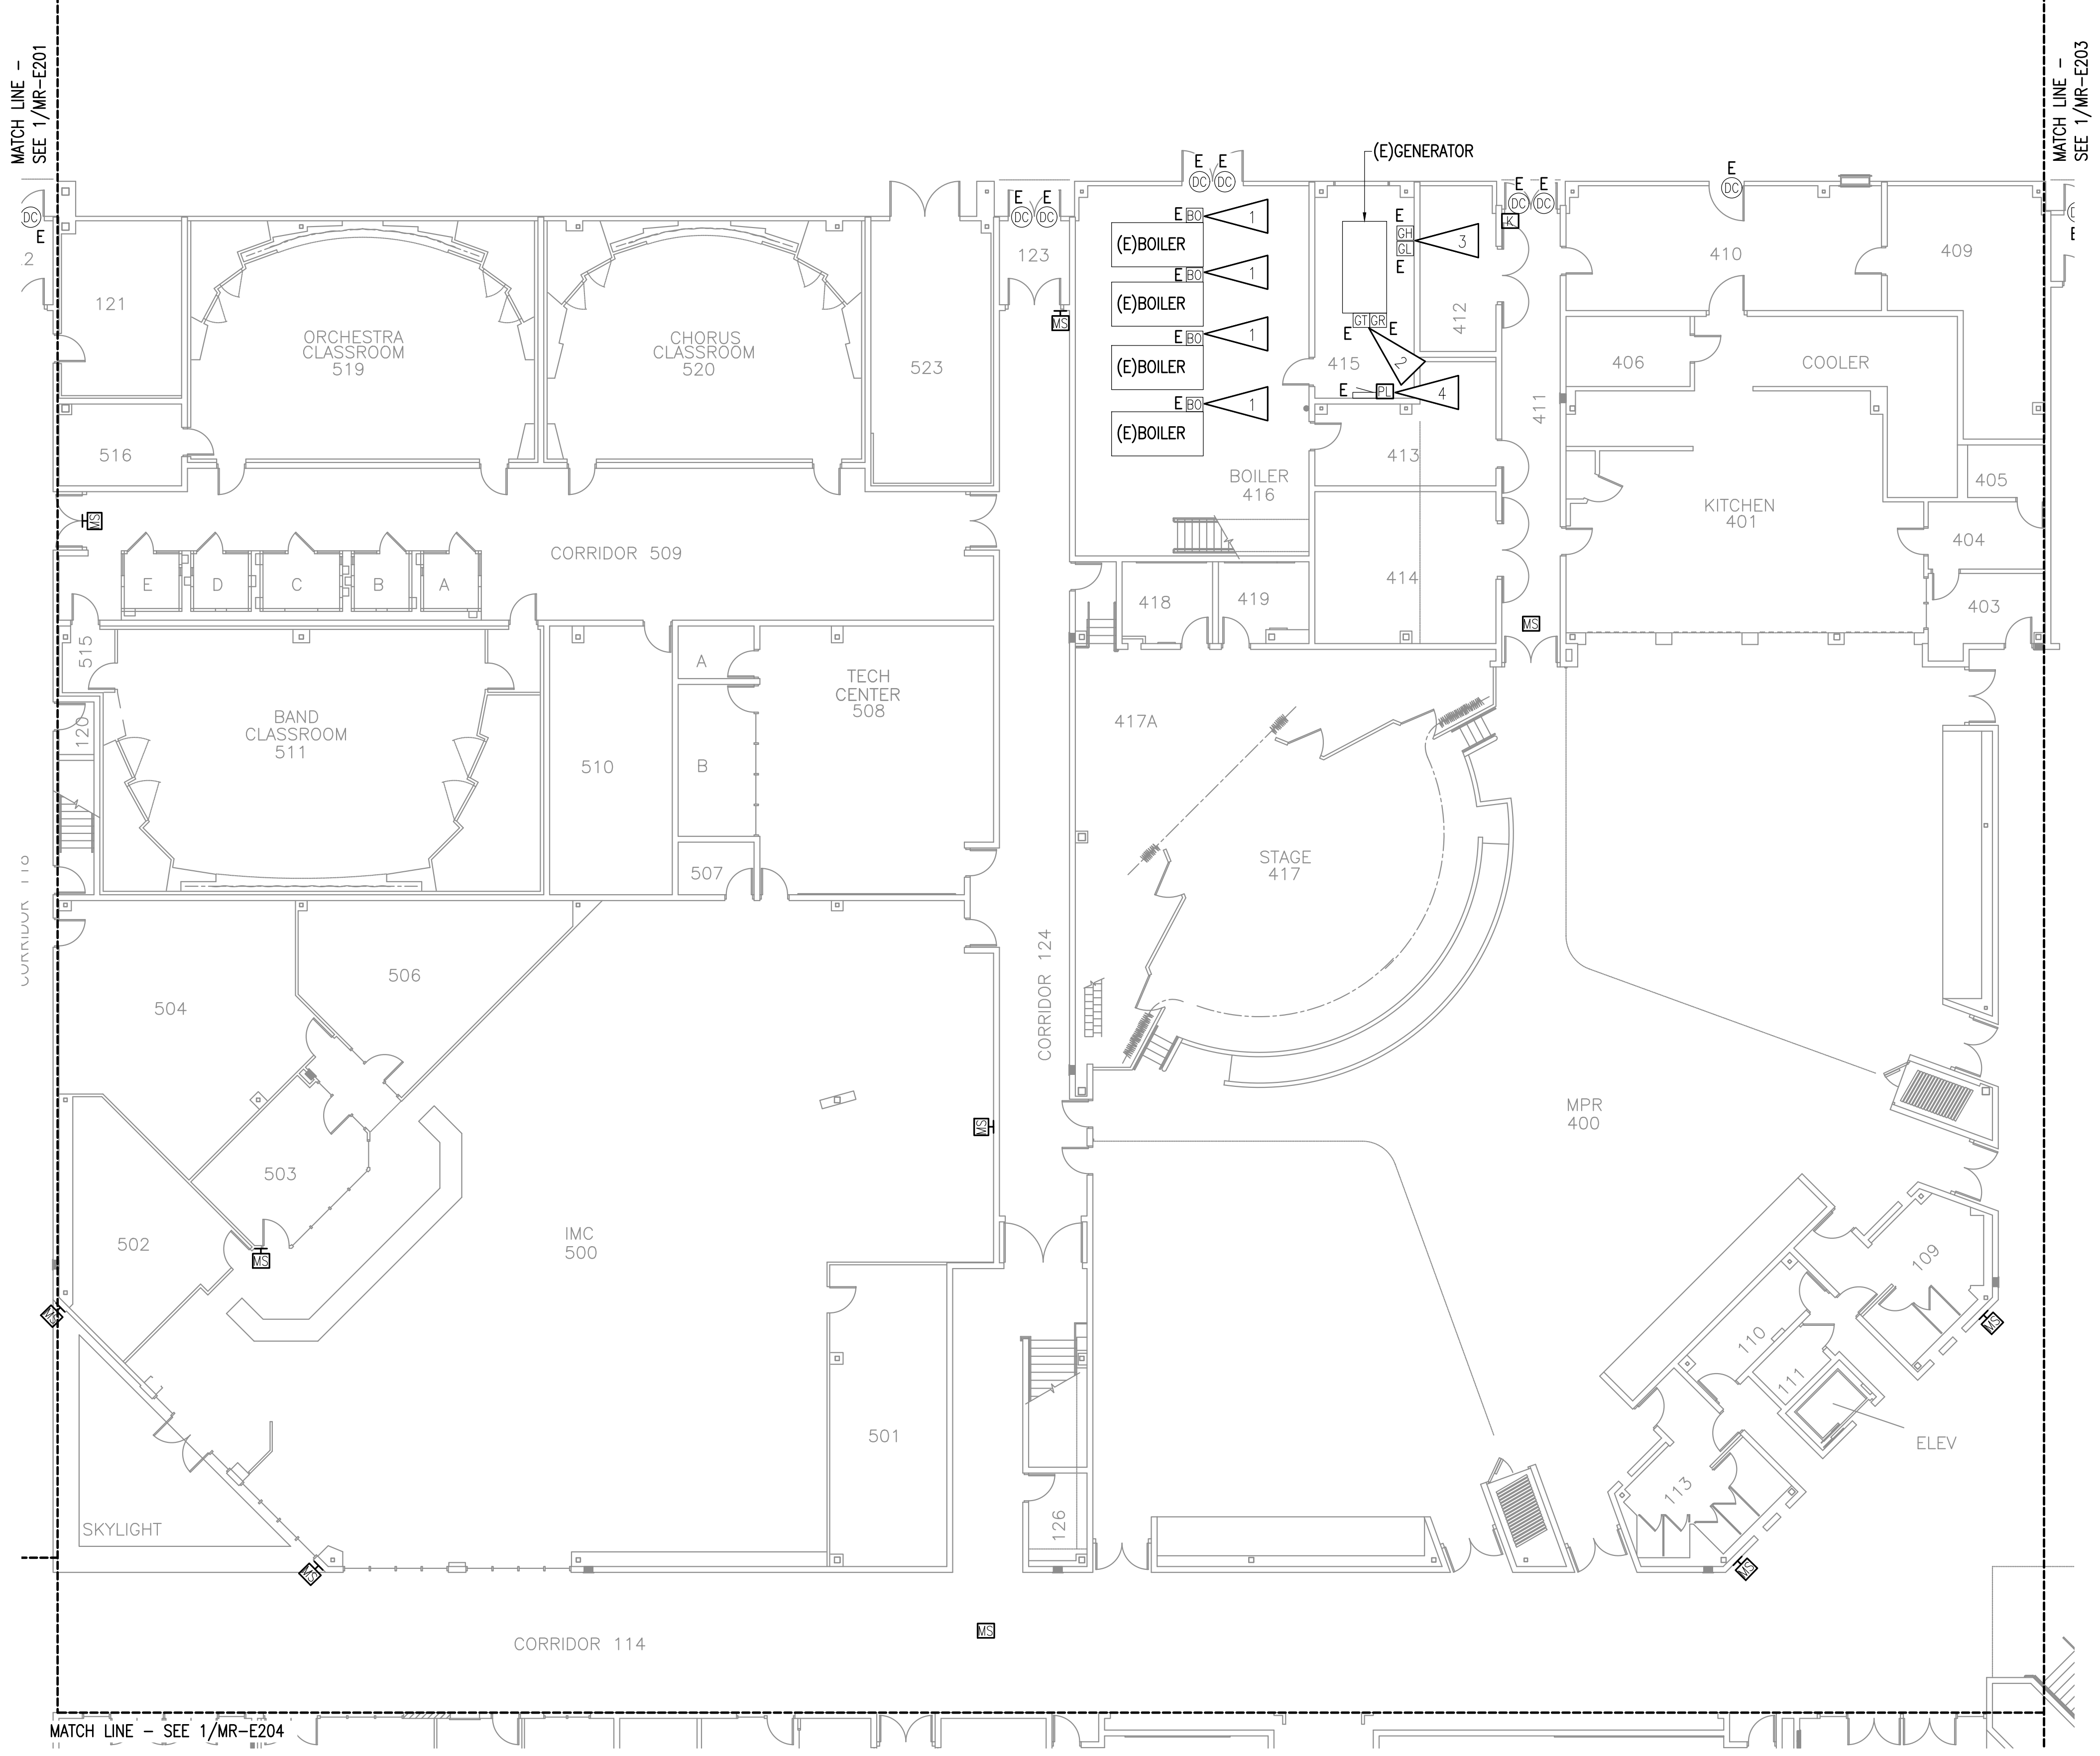 MATCH LINE -
SEE 1/MR-E201
MATCH LINE -
SEE 1/MR-E203
(E)GENERATOR
E E
DC DC
E
DC
E E
DC DC
E E
DC DC
E
DC
E
K
E BO 1
(E)BOILER
E BO 1
(E)BOILER
E BO 1
(E)BOILER
E BO 1
(E)BOILER
E
GH
GL
E
3
GT GR
E E
2
E PL 4
123
MS
121
ORCHESTRA
CLASSROOM
519
CHORUS
CLASSROOM
520
523
415
412
411
410
409
406
COOLER
516
413
BOILER
416
405
KITCHEN
401
404
403
MS
CORRIDOR 509
E
D
C
B
A
418
419
414
MS
515
A
TECH
CENTER
508
BAND
CLASSROOM
511
120
510
B
507
417A
STAGE
417
CORRIDOR 124
506
504
MPR
400
MS
503
502
MS
IMC
500
MS
109
MS
110
111
ELEV
501
113
126
SKYLIGHT
MS
MS
MS
CORRIDOR 114
MATCH LINE - SEE 1/MR-E204